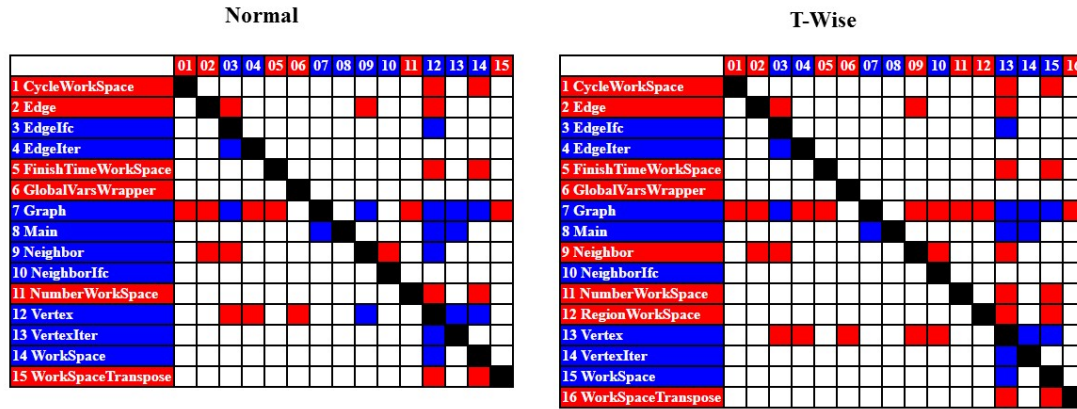 Normal
01 02 03 04 05 06 07 08 09 10 11 12 13 14 15
1 CycleWorkSpace
2 Edge
3 EdgeIfc
4 EdgeIter
5 FinishTimeWorkSpace
6 GlobalVarsWrapper
7 Graph
8 Main
9 Neighbor
10 NeighborIfc
11 NumberWorkSpace
12 Vertex
13 VertexIter
14 WorkSpace
15 WorkSpaceTranspose
T-Wise
01 02 03 04 05 06 07 08 09 10 11 12 13 14 15 16
1 CycleWorkSpace
2 Edge
3 EdgeIfc
4 EdgeIter
5 FinishTimeWorkSpace
6 GlobalVarsWrapper
7 Graph
8 Main
9 Neighbor
10 NeighborIfc
11 NumberWorkSpace
12 RegionWorkSpace
13 Vertex
14 VertexIter
15 WorkSpace
16 WorkSpaceTranspose